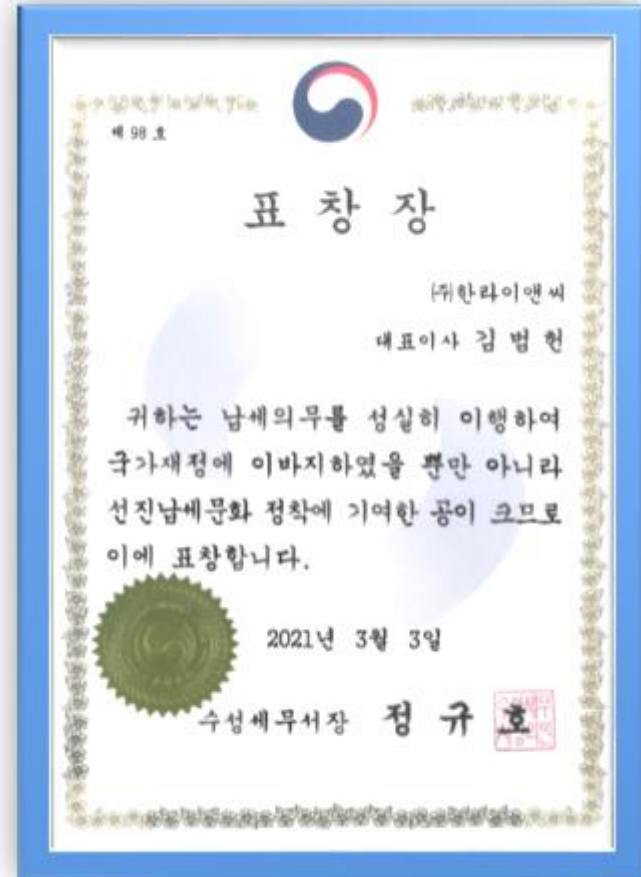 제 98 호
표 창 장
(주)한라이앤씨
대표이사 김 범 헌
귀하는 납세의무를 성실히 이행하여
국가재정에 이바지하였을 뿐만 아니라
선진납세문화 정착에 기여한 공이 크므로
이에 표창합니다.
2021년 3월 3일
수성세무서장 정 규 호